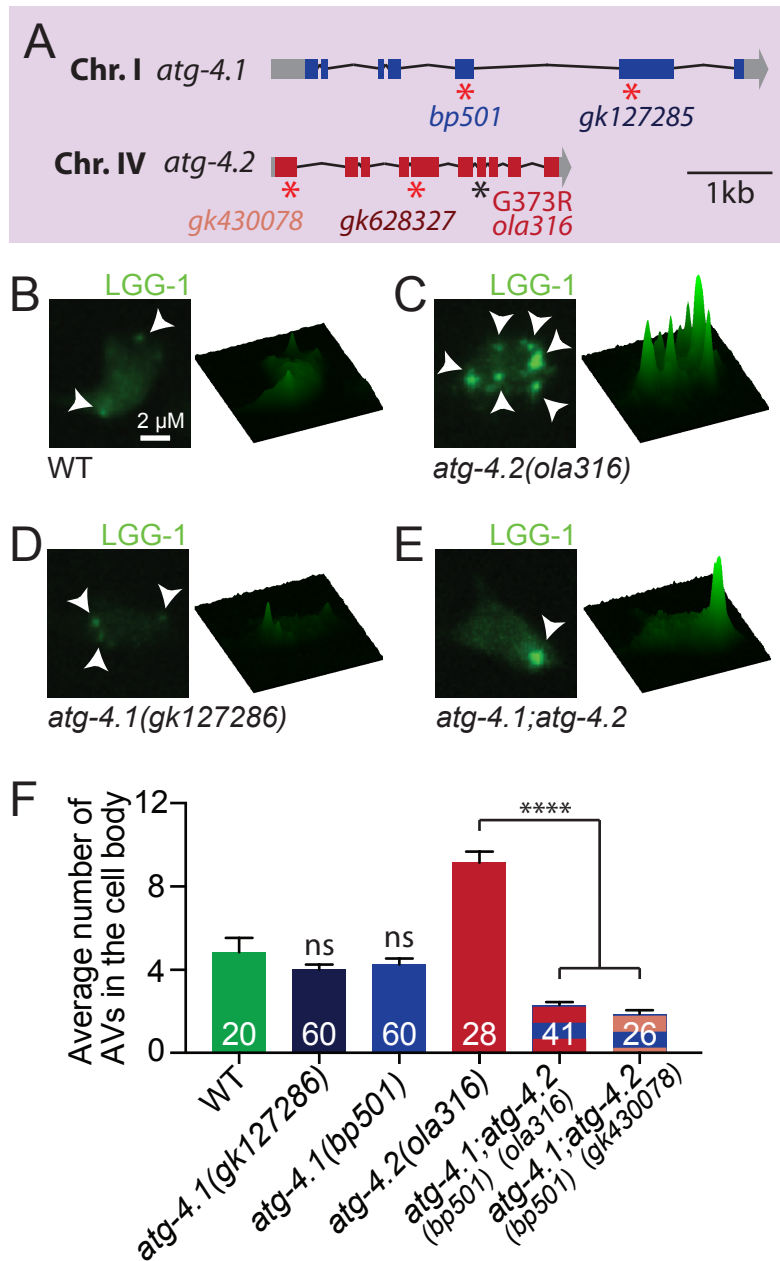 A
Chr. I atg-4.1
*
*
bp501
gk127285
Chr. IV atg-4.2
*
*
*
G373R
gk430078
gk628327
ola316
1kb
B
LGG-1
2 µM
WT
C
LGG-1
atg-4.2(ola316)
D
LGG-1
atg-4.1(gk127286)
E
LGG-1
atg-4.1;atg-4.2
F
Average number of
AVs in the cell body
12
8
4
0
ns
ns
****
20
60
60
28
41
26
WT
atg-4.1(gk127286)
atg-4.1(bp501)
atg-4.2(ola316)
atg-4.1;atg-4.2
(bp501) (ola316)
atg-4.1;atg-4.2
(bp501) (gk430078)